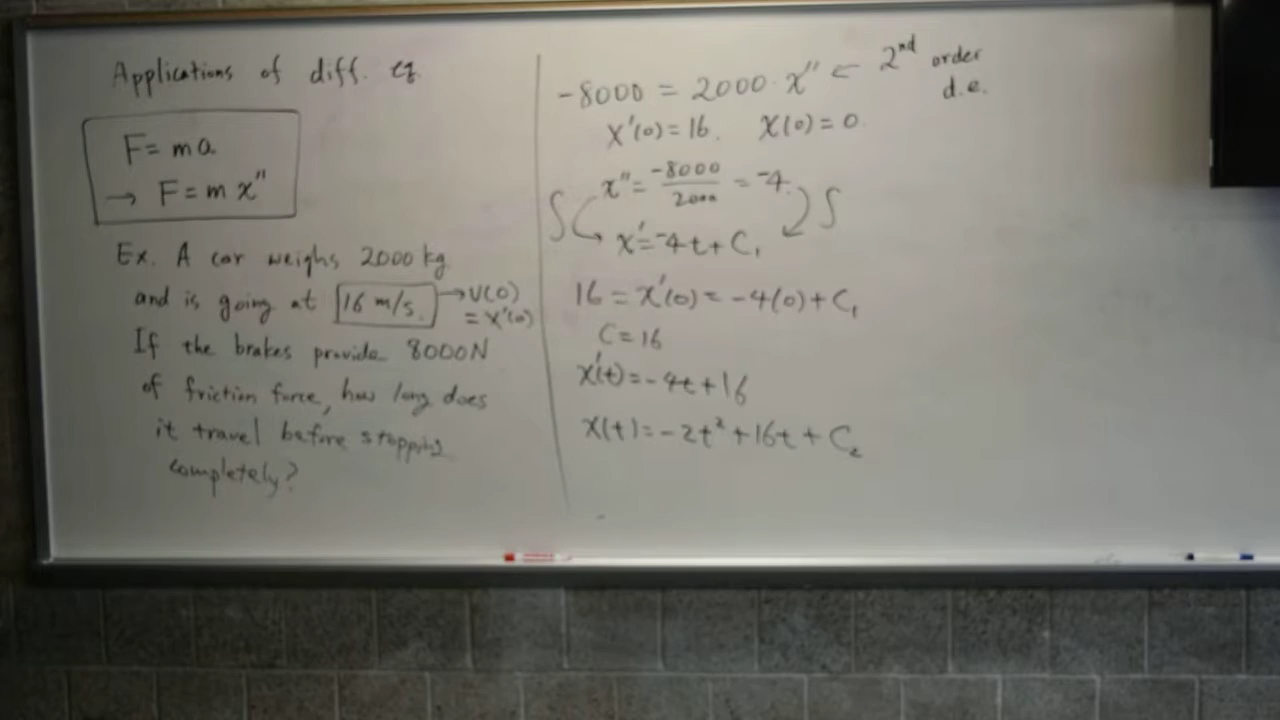 Applications of diff. eq.
F = ma
→ F = m x''
Ex. A car weighs 2000 kg
and is going at 16 m/s. → v(0)
= x'(0)
If the brakes provide 8000N
of friction force, how long does
it travel before stopping
completely?
-8000 = 2000 · x'' ← 2nd order
d.e.
x'(0) = 16. x(0) = 0.
∫ x'' = -8000/2000 = -4. ∫
x' = -4t + C₁
16 = x'(0) = -4(0) + C₁
C = 16
x'(t) = -4t + 16
x(t) = -2t² + 16t + C₂